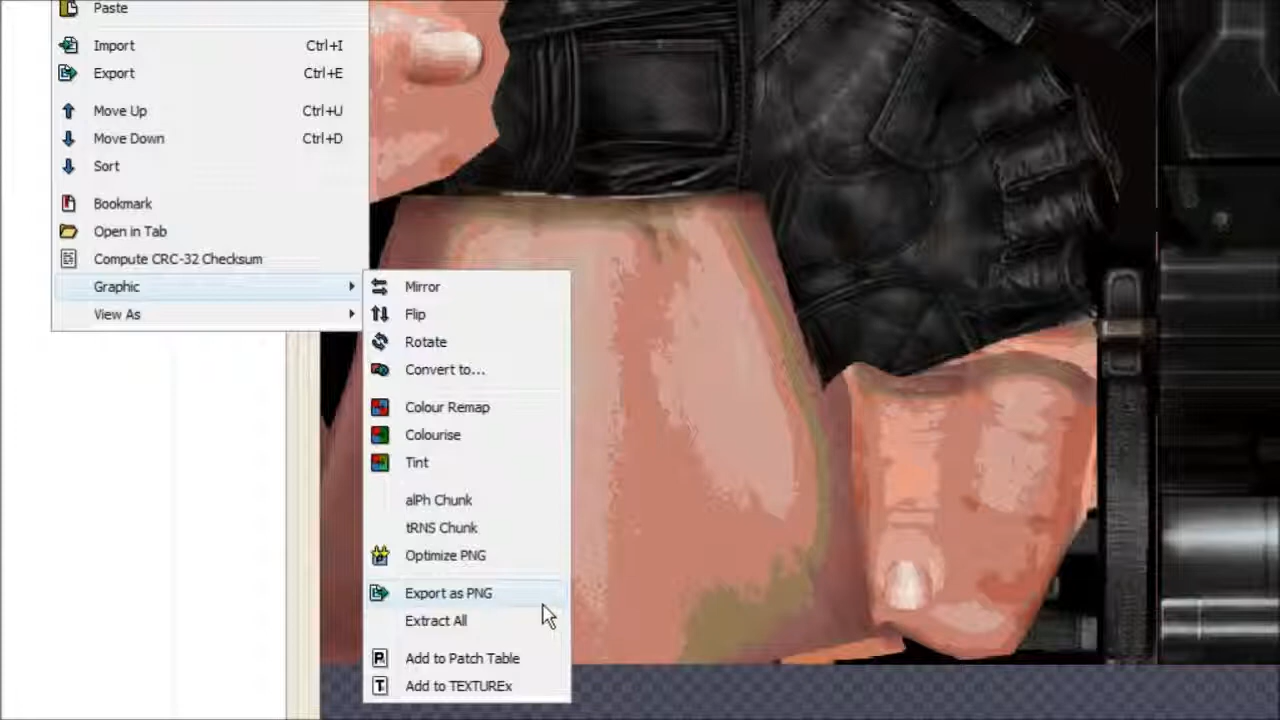 Paste
Import Ctrl+I
Export Ctrl+E
Move Up Ctrl+U
Move Down Ctrl+D
Sort
Bookmark
Open in Tab
Compute CRC-32 Checksum
Graphic
View As
Mirror
Flip
Rotate
Convert to...
Colour Remap
Colourise
Tint
alPh Chunk
tRNS Chunk
Optimize PNG
Export as PNG
Extract All
Add to Patch Table
Add to TEXTUREx